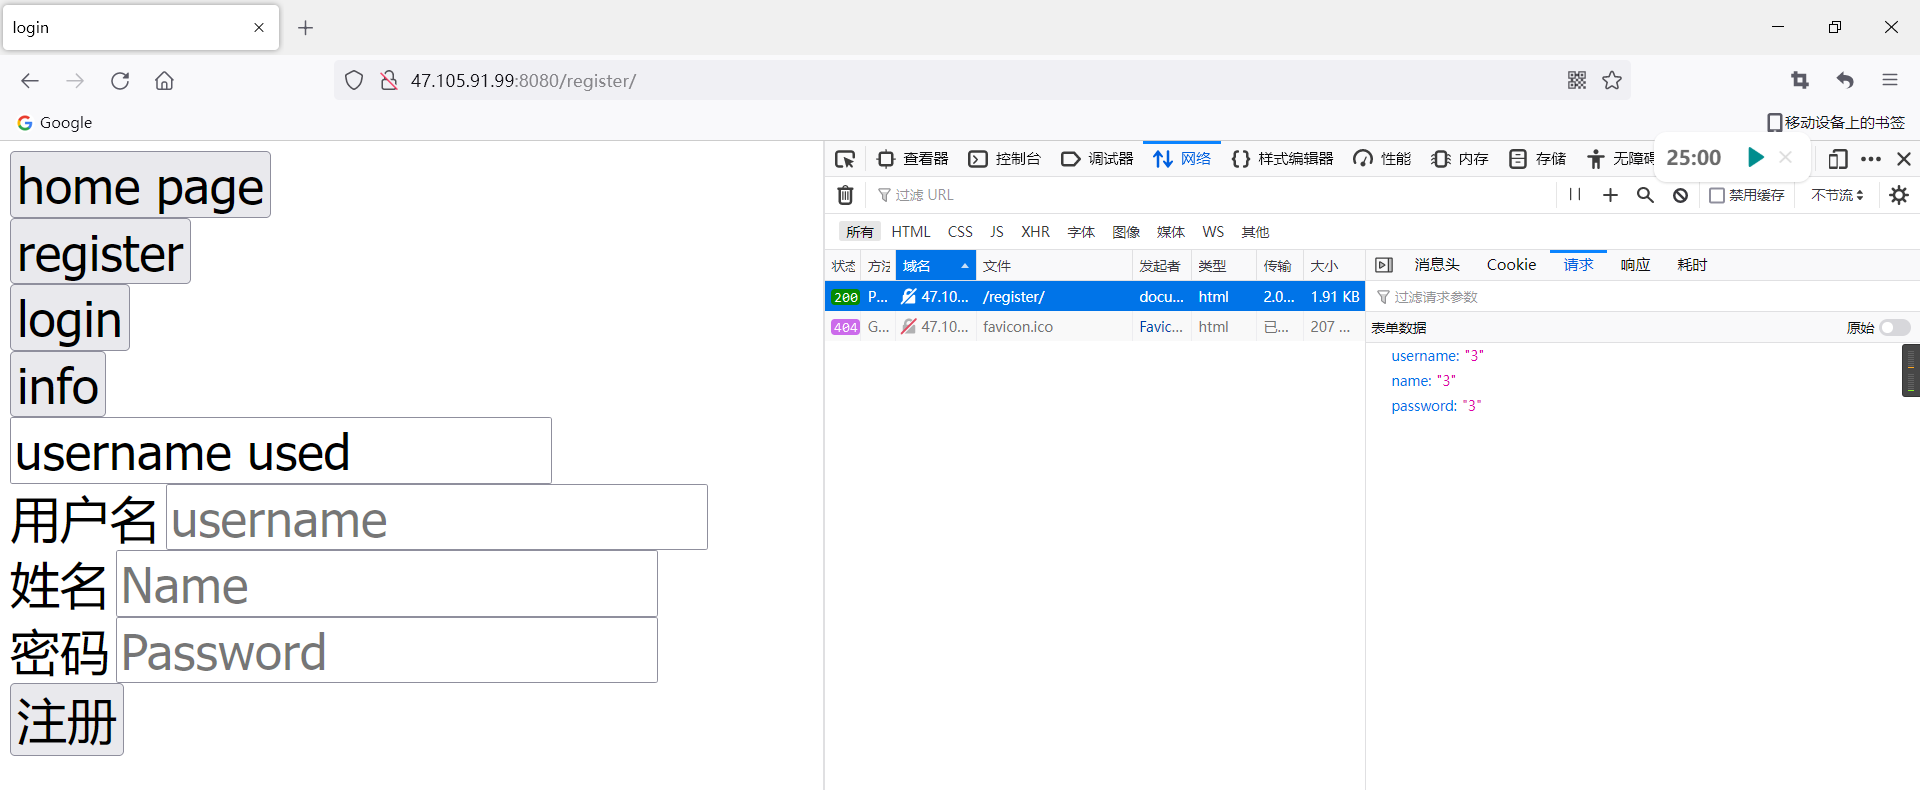 login
47.105.91.99:8080/register/
Google
移动设备上的书签
home page
register
login
info
username used
用户名 username
姓名 Name
密码 Password
注册
查看器 控制台 调试器 网络 样式编辑器 性能 内存 存储 无障碍
25:00
过滤 URL
禁用缓存 不节流
所有 HTML CSS JS XHR 字体 图像 媒体 WS 其他
状态 方法 域名 文件 发起者 类型 传输 大小
200 P... 47.10... /register/ docu... html 2.0... 1.91 KB
404 G... 47.10... favicon.ico Favic... html 已... 207 ...
消息头 Cookie 请求 响应 耗时
过滤请求参数
表单数据 原始
username: "3"
name: "3"
password: "3"